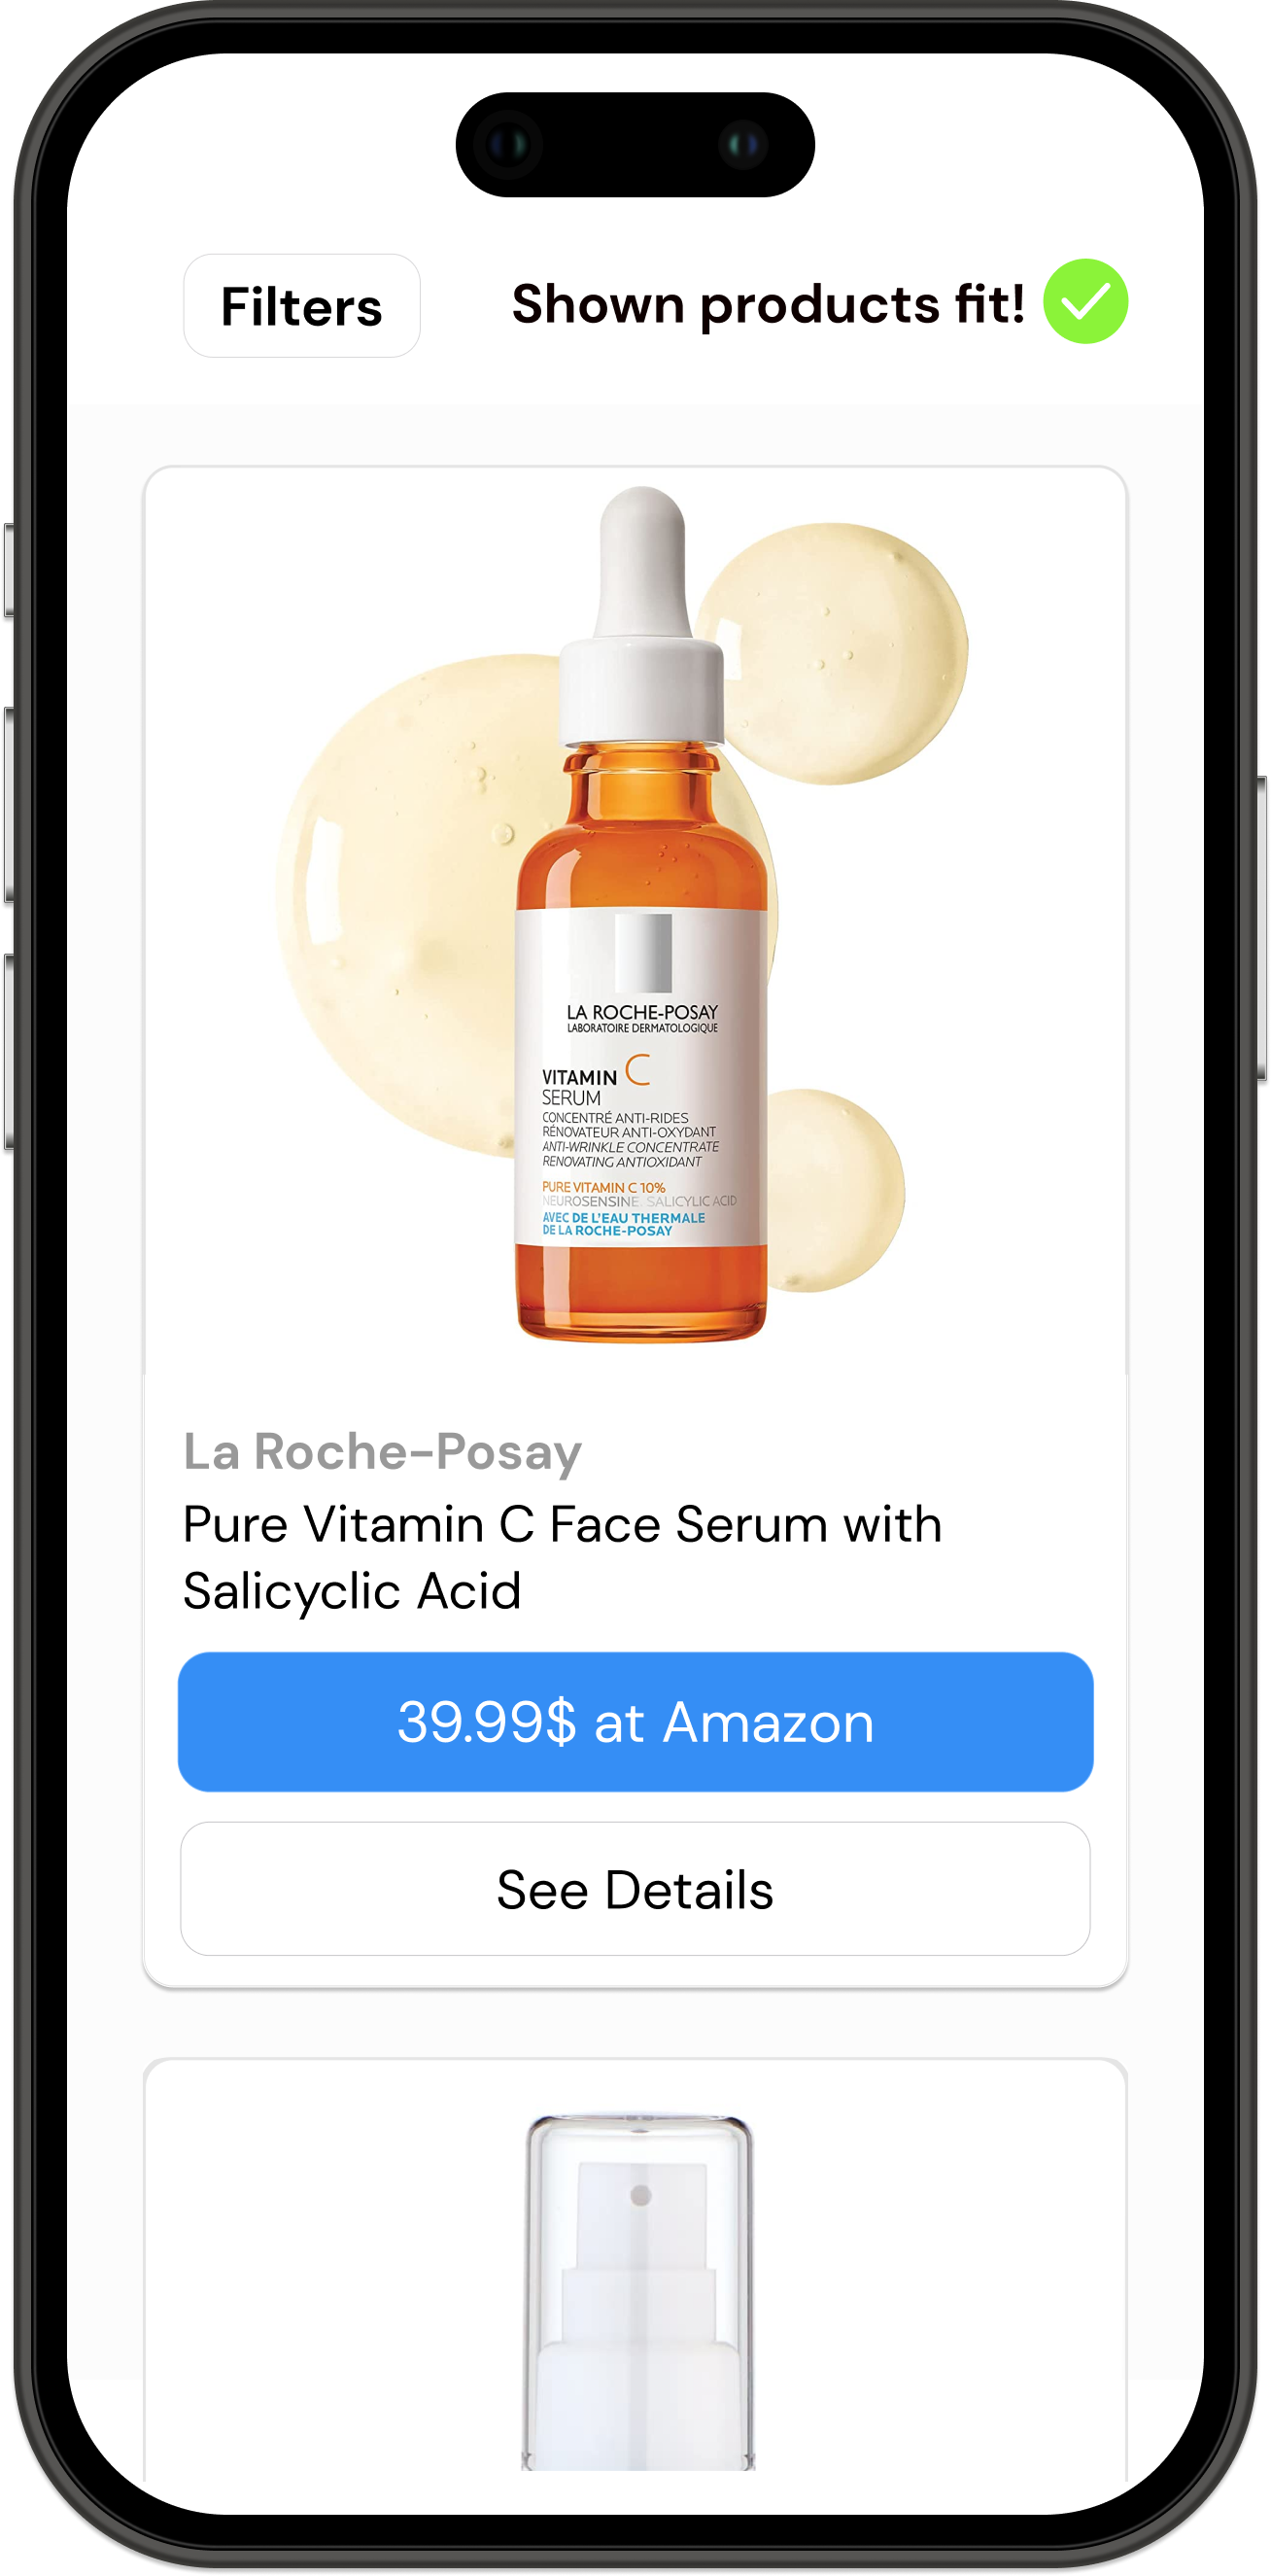 Filters
Shown products fit!
LA ROCHE-POSAY
LABORATOIRE DERMATOLOGIQUE
VITAMIN C
SERUM
CONCENTRÉ ANTI-RIDES
RÉNOVATEUR ANTI-OXYDANT
ANTI-WRINKLE CONCENTRATE
RENOVATING ANTIOXIDANT
PURE VITAMIN C 10%
NEUROSENSINE SALICYLIC ACID
AVEC DE L'EAU THERMALE
DE LA ROCHE-POSAY
La Roche-Posay
Pure Vitamin C Face Serum with
Salicyclic Acid
39.99$ at Amazon
See Details